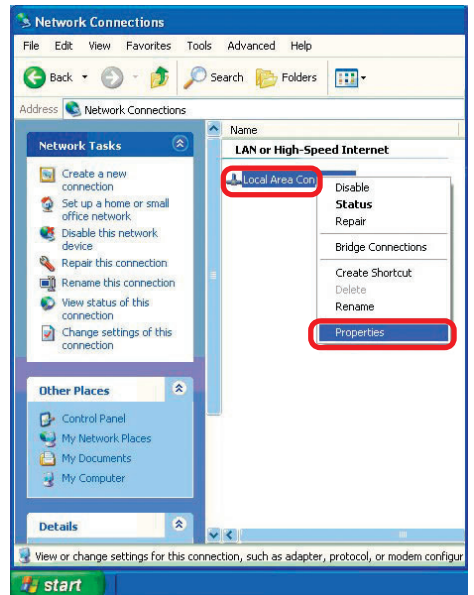 Network Connections
File Edit View Favorites Tools Advanced Help
Back Search Folders
Address Network Connections
Network Tasks
Create a new
connection
Set up a home or small
office network
Disable this network
device
Repair this connection
Rename this connection
View status of this
connection
Change settings of this
connection
Other Places
Control Panel
My Network Places
My Documents
My Computer
Details
Name
LAN or High-Speed Internet
Local Area Con
Disable
Status
Repair
Bridge Connections
Create Shortcut
Delete
Rename
Properties
View or change settings for this connection, such as adapter, protocol, or modem configur
start